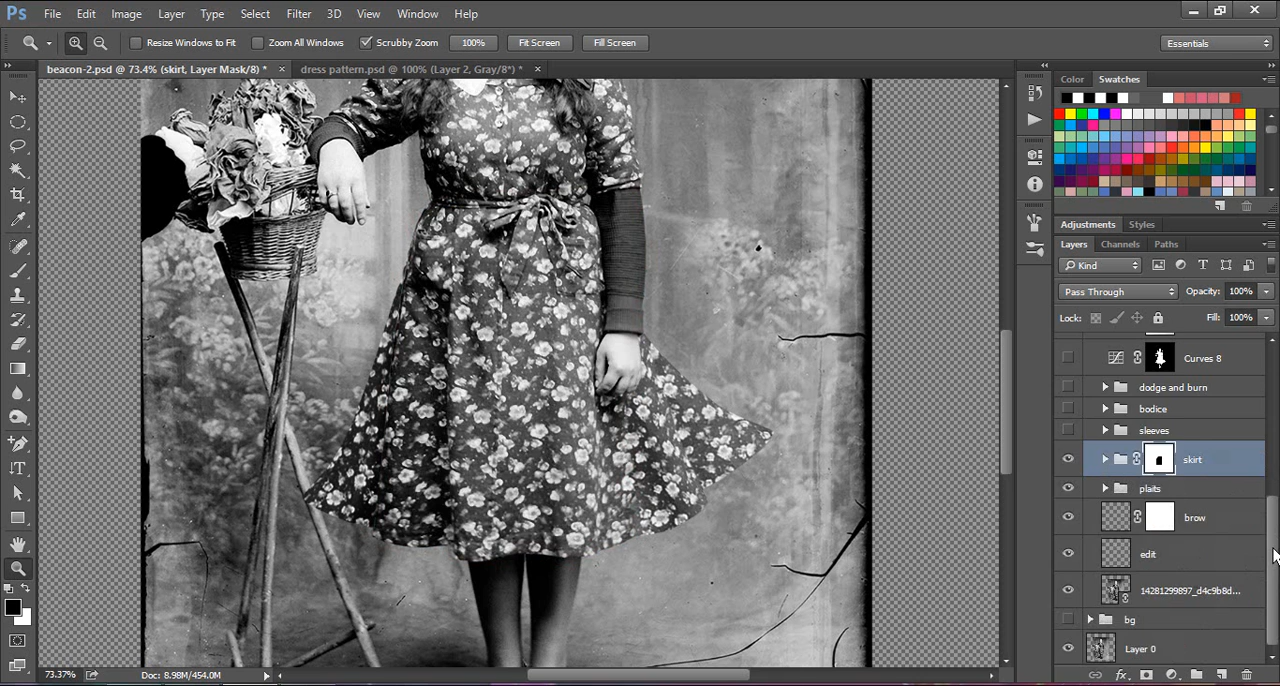 Ps File Edit Image Layer Type Select Filter 3D View Window Help
Resize Windows to Fit Zoom All Windows Scrubby Zoom 100% Fit Screen Fill Screen Essentials
beacon-2.psd @ 73.4% (skirt, Layer Mask/8) * × dress pattern.psd @ 100% (Layer 2, Gray/8) * ×
Color Swatches
Adjustments Styles
Layers Channels Paths
Kind
Pass Through Opacity: 100%
Lock: Fill: 100%
Curves 8
dodge and burn
bodice
sleeves
skirt
plaits
brow
edit
14281299897_d4c9b8d...
bg
Layer 0
73.37% Doc: 8.98M/454.0M